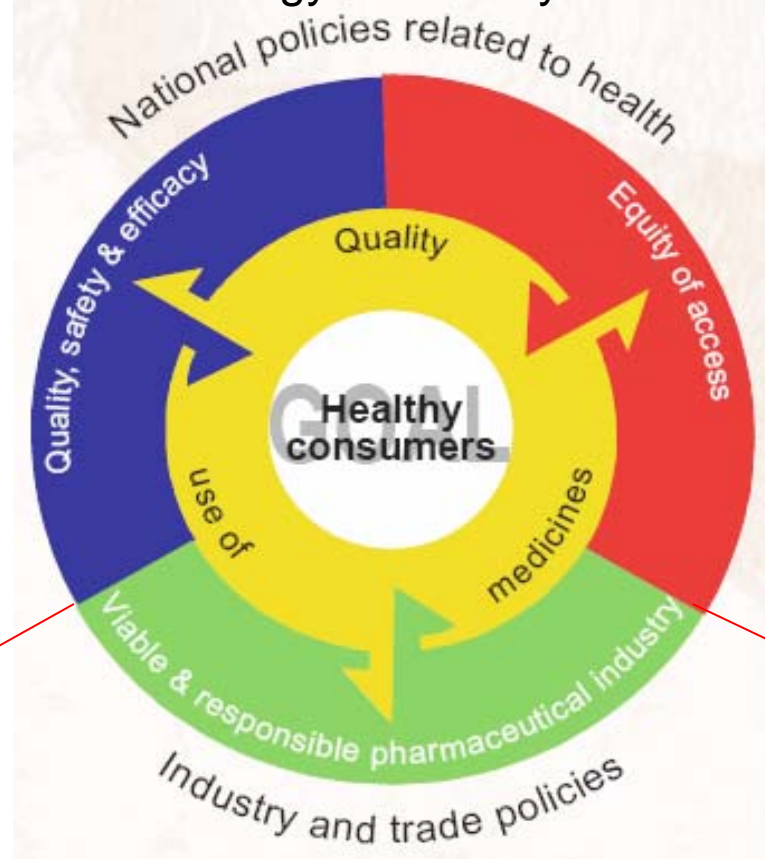 National policies related to health
Quality, safety & efficacy
Equity of access
Quality
use of
medicines
GOAL
Healthy
consumers
Viable & responsible pharmaceutical industry
Industry and trade policies